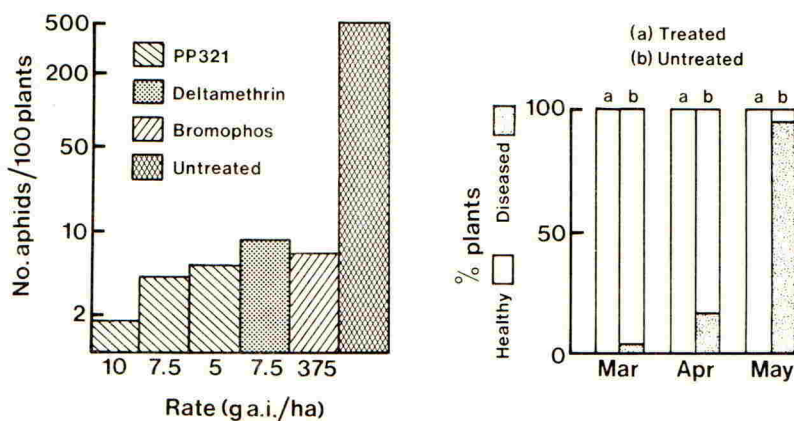 500
200
50
10
2
No. aphids/100 plants
PP321
Deltamethrin
Bromophos
Untreated
10 7.5 5 7.5 375
Rate (g a.i./ha)
(a) Treated
(b) Untreated
a b a b a b
100
50
0
% plants
Healthy Diseased
Mar Apr May